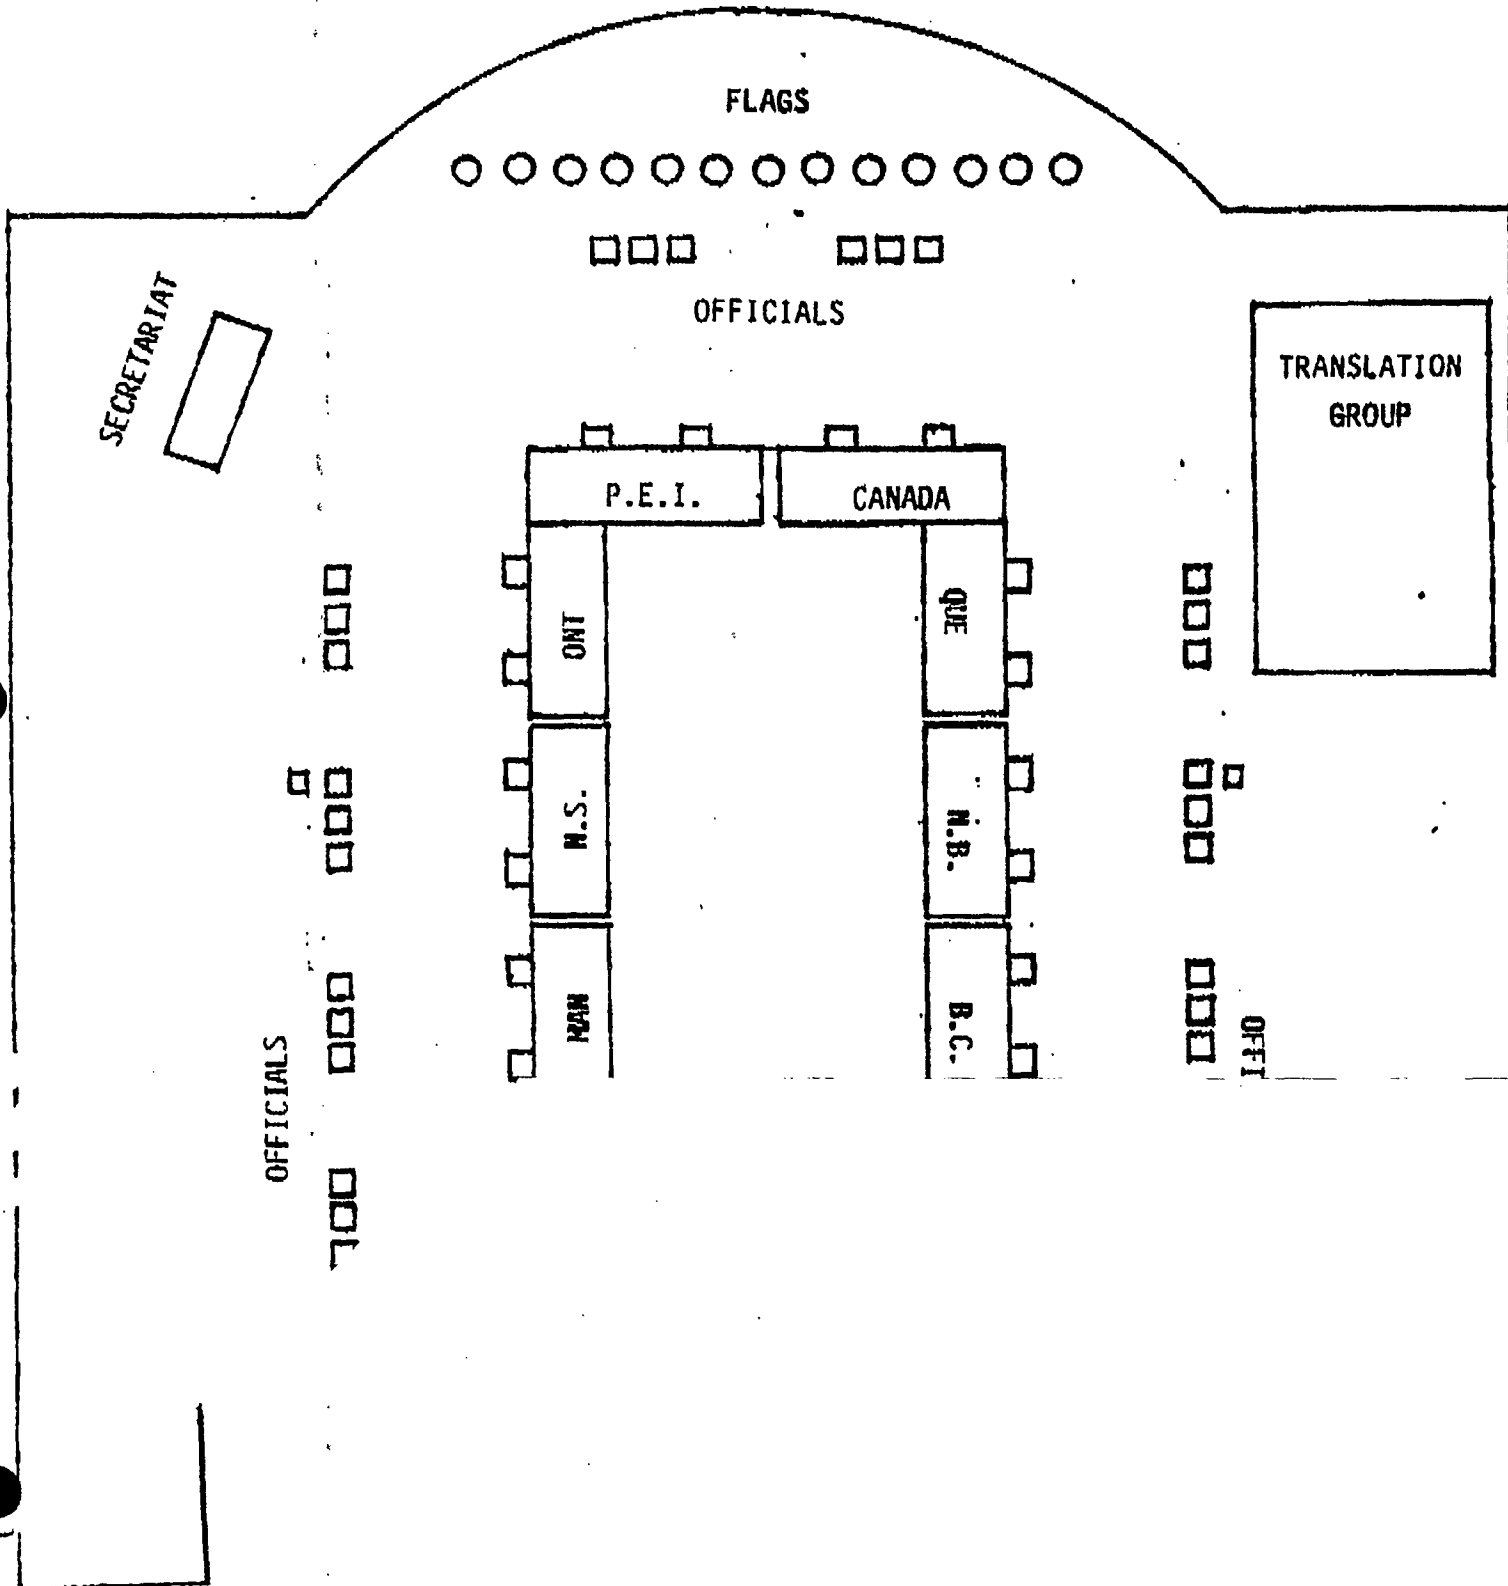 FLAGS
OFFICIALS
SECRETARIAT
TRANSLATION
GROUP
P.E.I.
CANADA
ONT
QUE
N.S.
N.B.
MAN
B.C.
OFFICIALS
OFFI